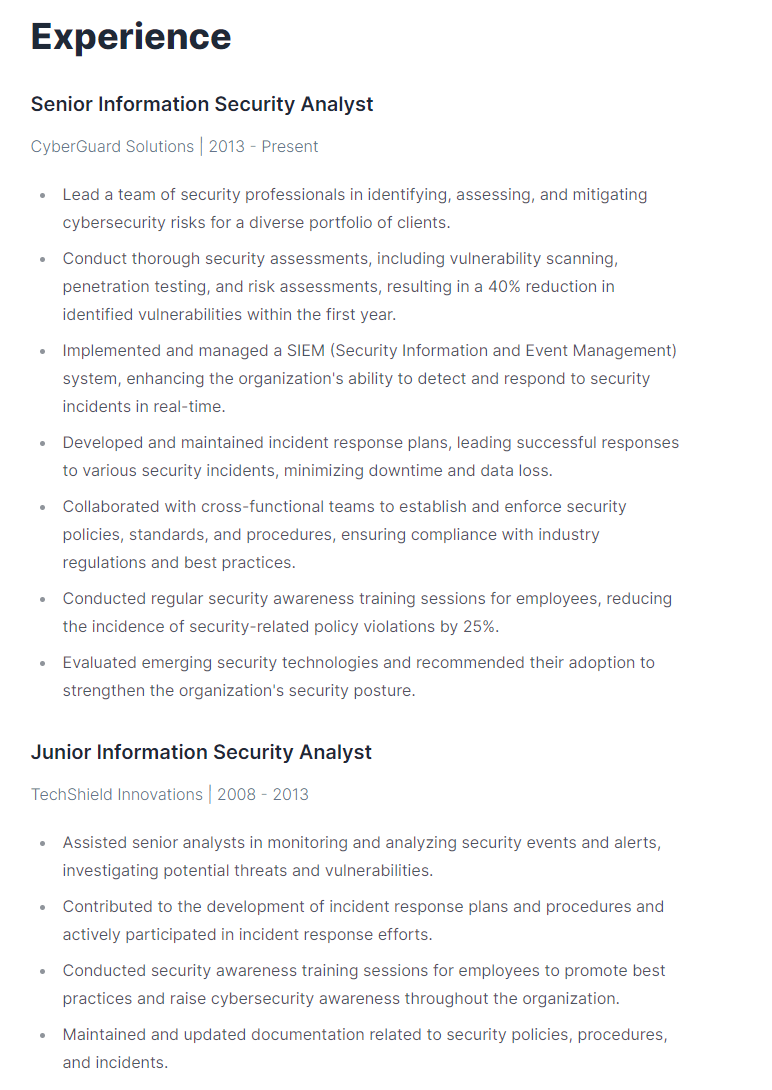 Experience
Senior Information Security Analyst
CyberGuard Solutions | 2013 - Present
• Lead a team of security professionals in identifying, assessing, and mitigating
cybersecurity risks for a diverse portfolio of clients.
• Conduct thorough security assessments, including vulnerability scanning,
penetration testing, and risk assessments, resulting in a 40% reduction in
identified vulnerabilities within the first year.
• Implemented and managed a SIEM (Security Information and Event Management)
system, enhancing the organization's ability to detect and respond to security
incidents in real-time.
• Developed and maintained incident response plans, leading successful responses
to various security incidents, minimizing downtime and data loss.
• Collaborated with cross-functional teams to establish and enforce security
policies, standards, and procedures, ensuring compliance with industry
regulations and best practices.
• Conducted regular security awareness training sessions for employees, reducing
the incidence of security-related policy violations by 25%.
• Evaluated emerging security technologies and recommended their adoption to
strengthen the organization's security posture.
Junior Information Security Analyst
TechShield Innovations | 2008 - 2013
• Assisted senior analysts in monitoring and analyzing security events and alerts,
investigating potential threats and vulnerabilities.
• Contributed to the development of incident response plans and procedures and
actively participated in incident response efforts.
• Conducted security awareness training sessions for employees to promote best
practices and raise cybersecurity awareness throughout the organization.
• Maintained and updated documentation related to security policies, procedures,
and incidents.